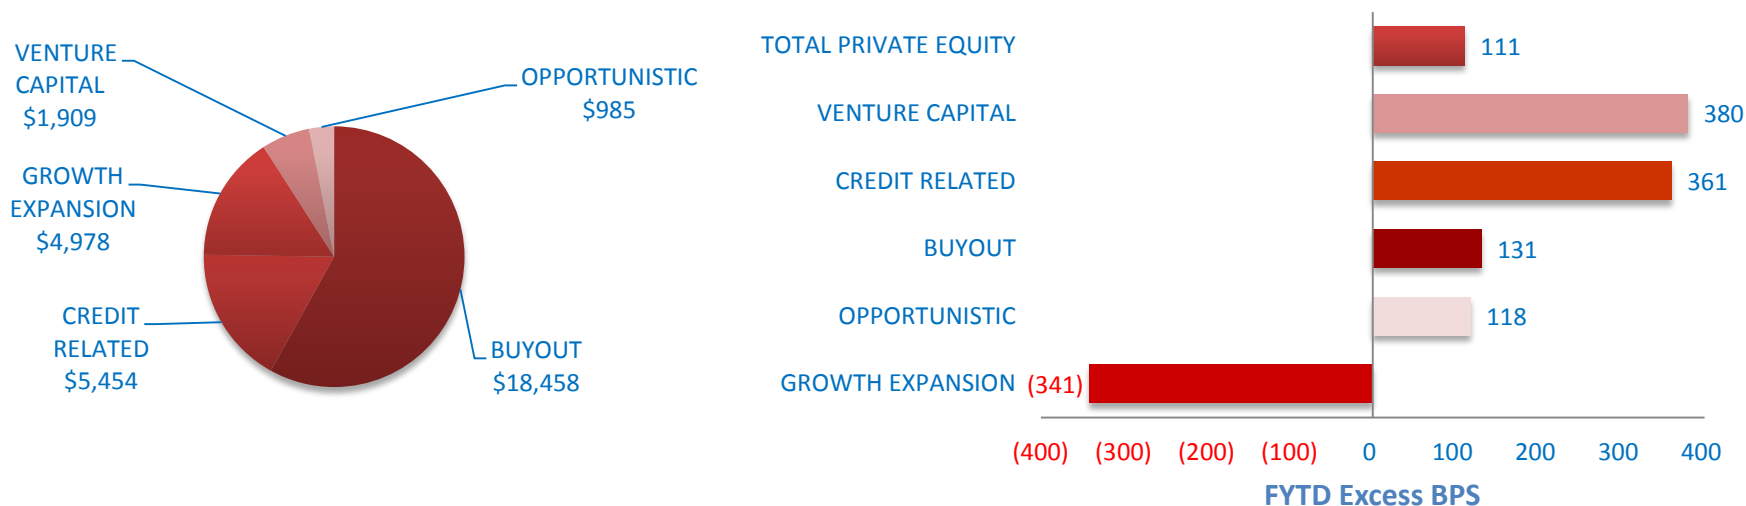 VENTURE
CAPITAL
$1,909
OPPORTUNISTIC
$985
GROWTH
EXPANSION
$4,978
CREDIT
RELATED
$5,454
BUYOUT
$18,458
TOTAL PRIVATE EQUITY 111
VENTURE CAPITAL 380
CREDIT RELATED 361
BUYOUT 131
OPPORTUNISTIC 118
GROWTH EXPANSION (341)
(400) (300) (200) (100) 0 100 200 300 400
FYTD Excess BPS